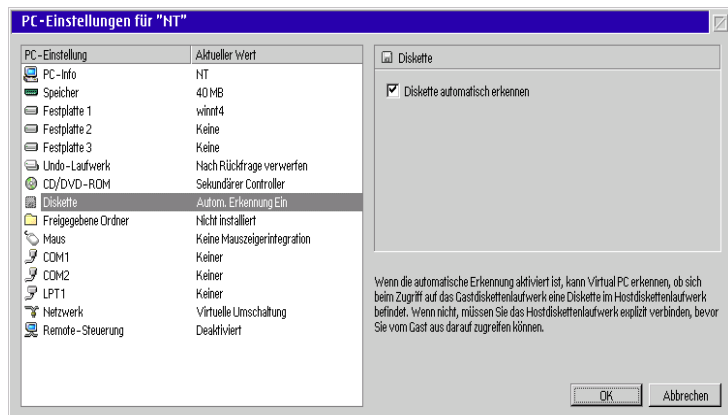 PC-Einstellungen für "NT"
PC-Einstellung Aktueller Wert
PC-Info NT
Speicher 40 MB
Festplatte 1 winnt4
Festplatte 2 Keine
Festplatte 3 Keine
Undo-Laufwerk Nach Rückfrage verwerfen
CD/DVD-ROM Sekundärer Controller
Diskette Autom. Erkennung Ein
Freigegebene Ordner Nicht installiert
Maus Keine Mauszeigerintegration
COM1 Keiner
COM2 Keiner
LPT1 Keiner
Netzwerk Virtuelle Umschaltung
Remote-Steuerung Deaktiviert
Diskette
Diskette automatisch erkennen
Wenn die automatische Erkennung aktiviert ist, kann Virtual PC erkennen, ob sich
beim Zugriff auf das Gastdiskettenlaufwerk eine Diskette im Hostdiskettenlaufwerk
befindet. Wenn nicht, müssen Sie das Hostdiskettenlaufwerk explizit verbinden, bevor
Sie vom Gast aus darauf zugreifen können.
OK Abbrechen